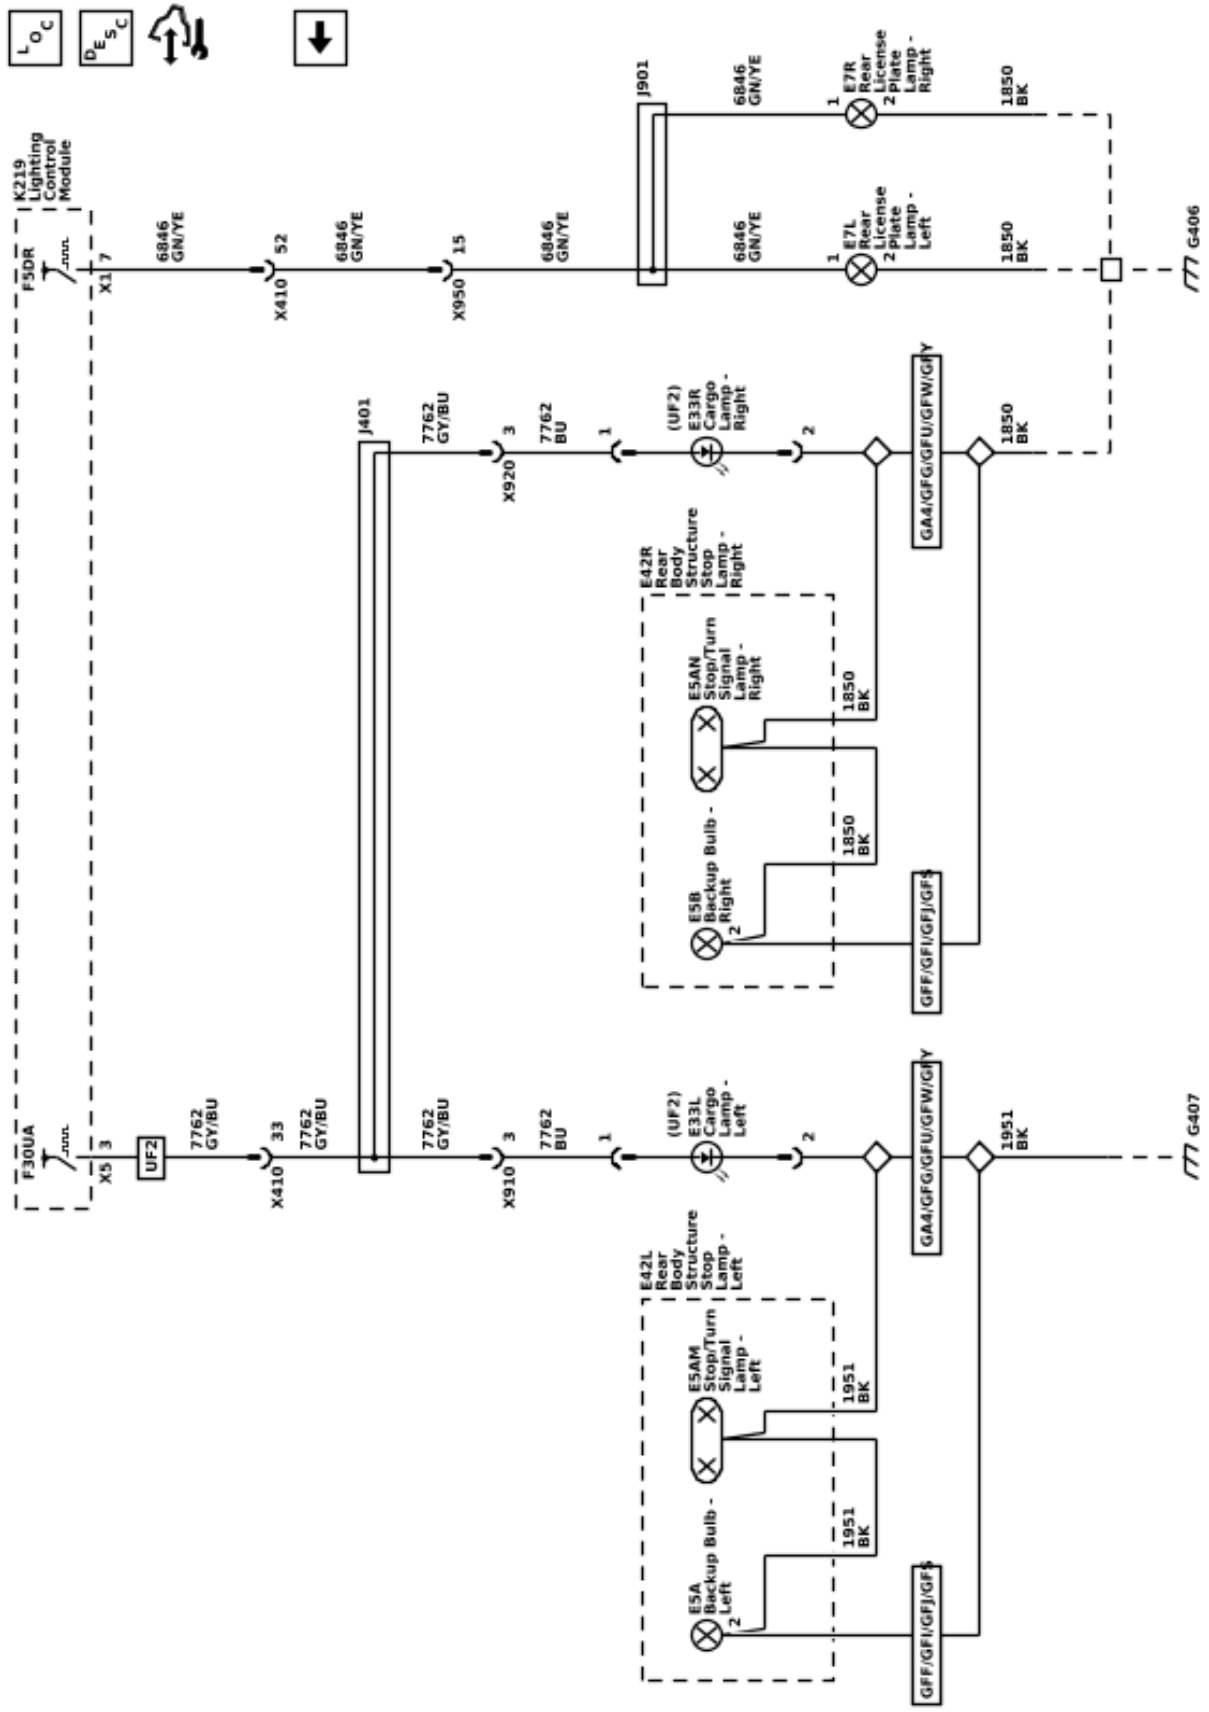 LOC
DESC
K219
Lighting
Control
Module
F30UA
F5DR
X5 3
X1 7
UF2
7762
GY/BU
6846
GN/YE
X410 33
X410 52
7762
GY/BU
6846
GN/YE
J401
X950 15
7762
GY/BU
7762
GY/BU
6846
GN/YE
X910 3
X920 3
7762
BU
7762
BU
J901
1
1
6846
GN/YE
6846
GN/YE
E42L
Rear
Body
Structure
Stop
Lamp -
Left
(UF2)
E33L
Cargo
Lamp -
Left
E42R
Rear
Body
Structure
Stop
Lamp -
Right
(UF2)
E33R
Cargo
Lamp -
Right
E5A
Backup Bulb -
Left
2
E5AM
Stop/Turn
Signal
Lamp -
Left
E5B
Backup Bulb -
Right
2
E5AN
Stop/Turn
Signal
Lamp -
Right
2
2
1
E7L
Rear
License
Plate
Lamp -
Left
2
1
E7R
Rear
License
Plate
Lamp -
Right
2
1951
BK
1951
BK
1850
BK
1850
BK
GFF/GFI/GFJ/GFS
GA4/GFG/GFU/GFW/GFY
GFF/GFI/GFJ/GFS
GA4/GFG/GFU/GFW/GFY
1951
BK
1850
BK
1850
BK
1850
BK
G407
G406